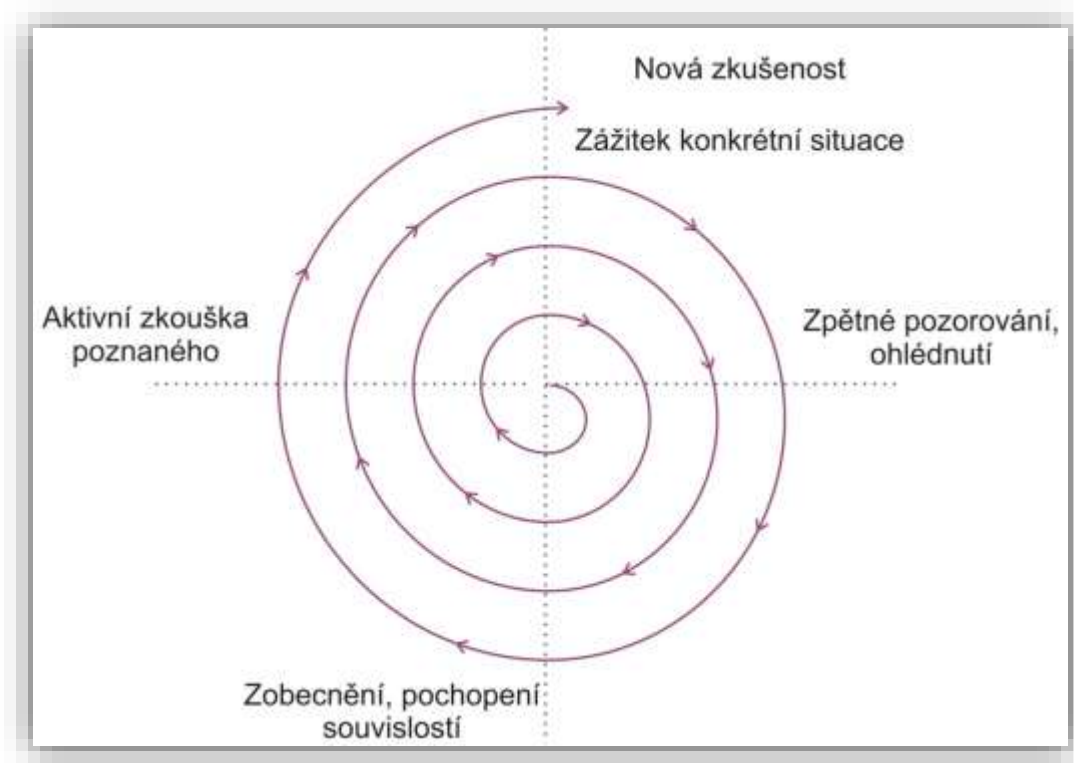 Nová zkušenost
Zážitek konkrétní situace
Aktivní zkouška
poznaného
Zpětné pozorování,
ohlédnutí
Zobecnění, pochopení
souvislostí